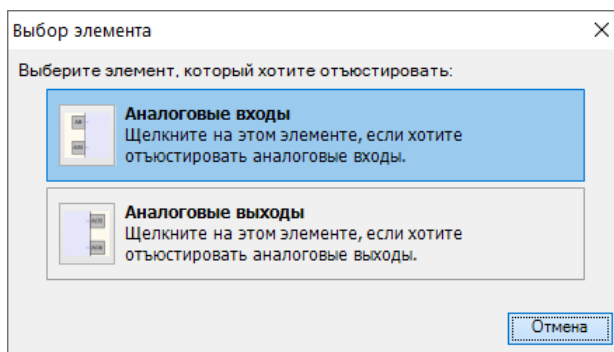 Выбор элемента
Выберите элемент, который хотите отъюстировать:
Аналоговые входы
Щелкните на этом элементе, если хотите
отъюстировать аналоговые входы.
Аналоговые выходы
Щелкните на этом элементе, если хотите
отъюстировать аналоговые выходы.
Отмена